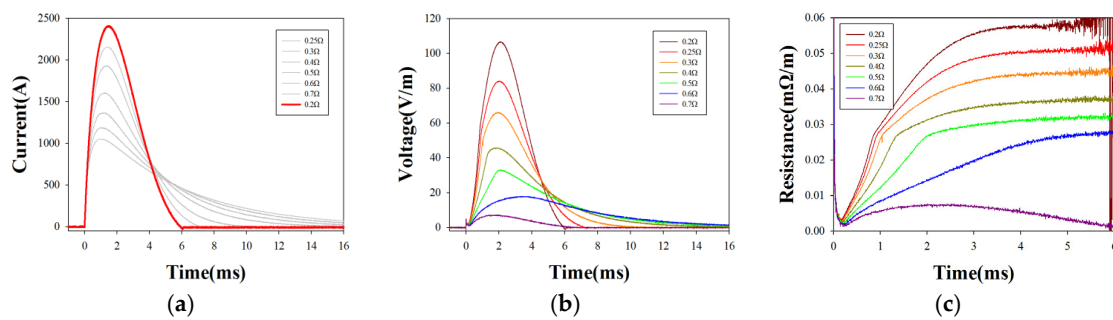 Current(A)
2500
2000
1500
1000
500
0
0.25Ω
0.3Ω
0.4Ω
0.5Ω
0.6Ω
0.7Ω
0.2Ω
0 2 4 6 8 10 12 14 16
Time(ms)
(a)
Voltage(V/m)
120
100
80
60
40
20
0
0.2Ω
0.25Ω
0.3Ω
0.4Ω
0.5Ω
0.6Ω
0.7Ω
0 2 4 6 8 10 12 14 16
Time(ms)
(b)
Resistance(mΩ/m)
0.06
0.05
0.04
0.03
0.02
0.01
0.00
0.2Ω
0.25Ω
0.3Ω
0.4Ω
0.5Ω
0.6Ω
0.7Ω
0 1 2 3 4 5 6
Time(ms)
(c)